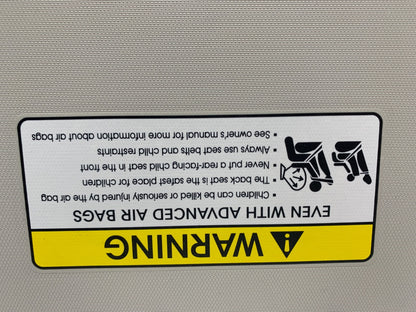 WARNING
EVEN WITH ADVANCED AIR BAGS
• Children can be killed or seriously injured by the air bag
• The back seat is the safest place for children
• Never put a rear-facing child seat in the front
• Always use seat belts and child restraints
• See owner's manual for more information about air bags